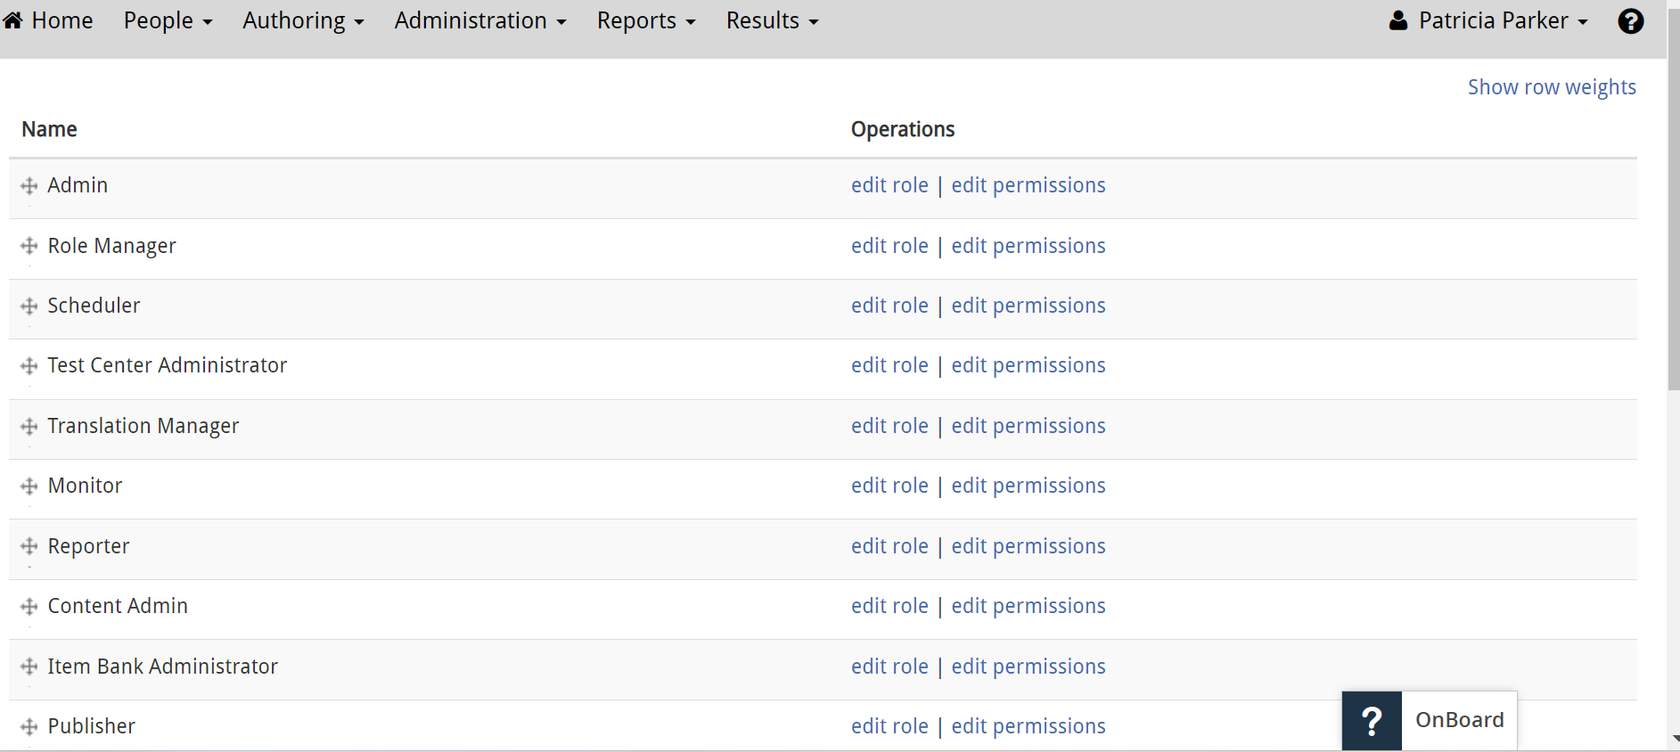 Home People Authoring Administration Reports Results Patricia Parker ?
Show row weights
Name Operations
Admin edit role | edit permissions
Role Manager edit role | edit permissions
Scheduler edit role | edit permissions
Test Center Administrator edit role | edit permissions
Translation Manager edit role | edit permissions
Monitor edit role | edit permissions
Reporter edit role | edit permissions
Content Admin edit role | edit permissions
Item Bank Administrator edit role | edit permissions
Publisher edit role | edit permissions
? OnBoard